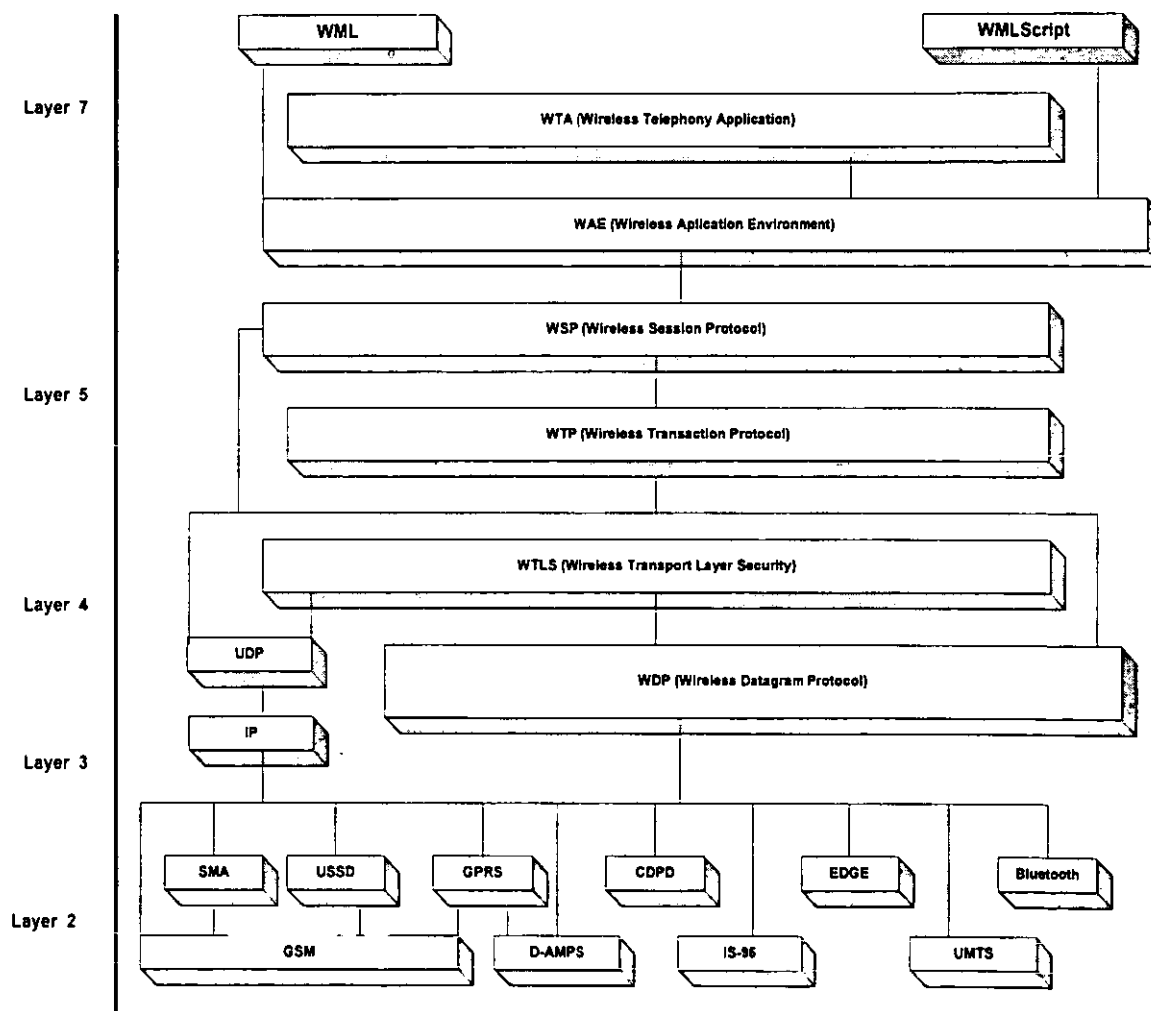 WML
WMLScript
Layer 7
WTA (Wireless Telephony Application)
WAE (Wireless Aplication Environment)
WSP (Wireless Session Protocol)
Layer 5
WTP (Wireless Transaction Protocol)
WTLS (Wireless Transport Layer Security)
Layer 4
UDP
WDP (Wireless Datagram Protocol)
IP
Layer 3
SMA
USSD
GPRS
CDPD
EDGE
Bluetooth
Layer 2
GSM
D-AMPS
IS-95
UMTS